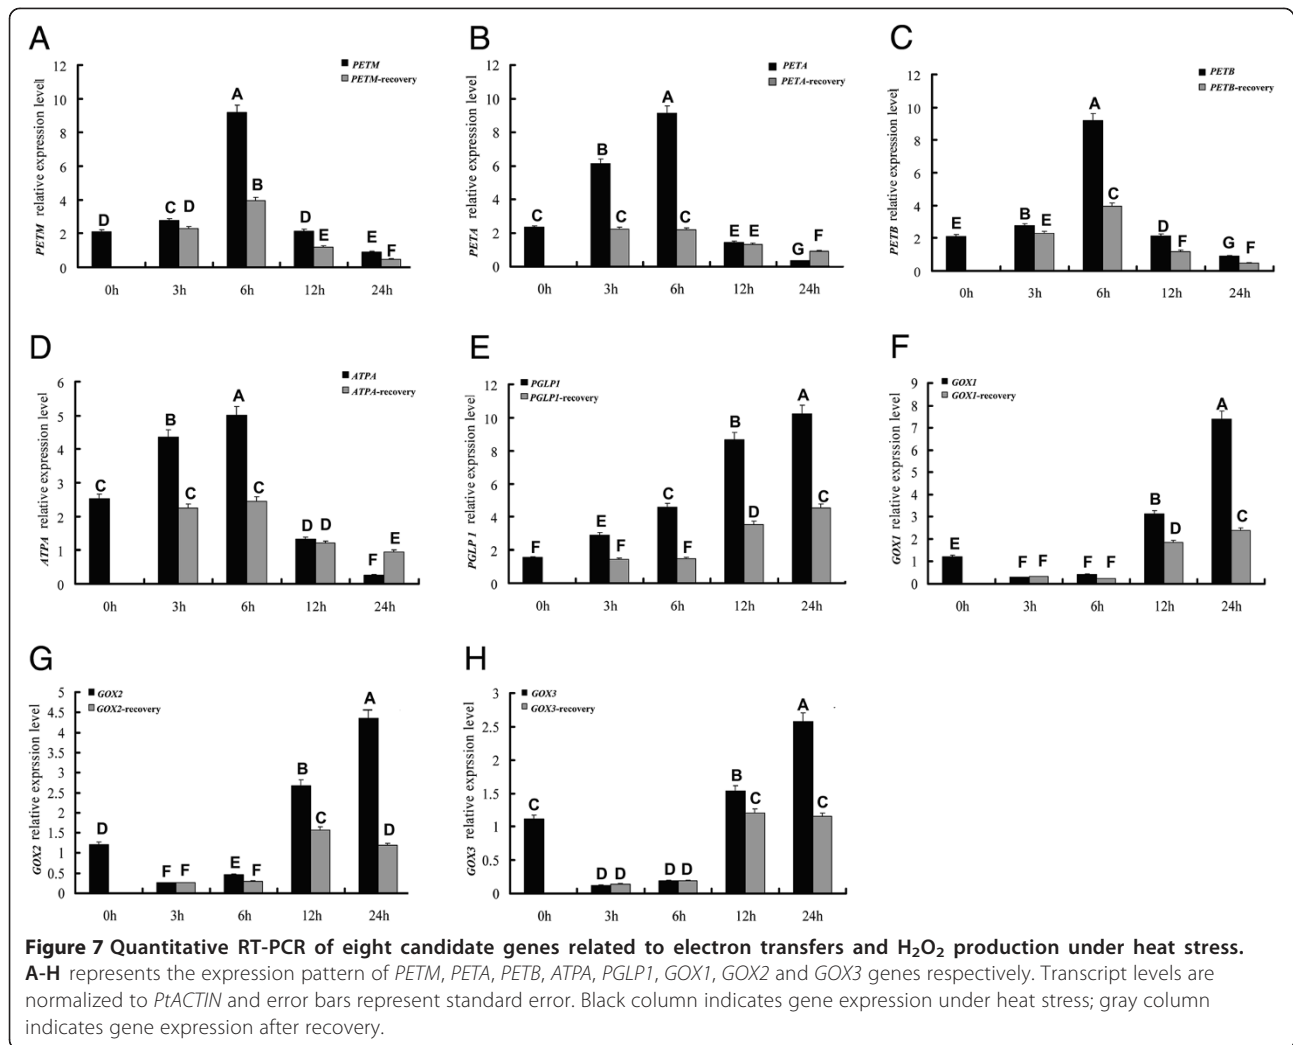 A
PETM
PETM-recovery
PETM relative expression level
12
10
8
6
4
2
0
D
C D
A
B
D
E
E
F
0h 3h 6h 12h 24h
B
PETA
PETA-recovery
PETA relative expression level
12
10
8
6
4
2
0
C
B
C
A
C
E E
G
F
0h 3h 6h 12h 24h
C
PETB
PETB-recovery
PETB relative expression level
12
10
8
6
4
2
0
E
B E
A
C
D
F
G
F
0h 3h 6h 12h 24h
D
ATPA
ATPA-recovery
ATPA relative expression level
6
5
4
3
2
1
0
C
B
C
A
C
D D
F
E
0h 3h 6h 12h 24h
E
PGLP1
PGLP1-recovery
PGLP 1 relative exprssion level
12
10
8
6
4
2
0
F
E
F
C
F
B
D
A
C
0h 3h 6h 12h 24h
F
GOX1
GOX1-recovery
GOX1 relative exprssion level
9
8
7
6
5
4
3
2
1
0
E
F F
F F
B
D
A
C
0h 3h 6h 12h 24h
G
GOX2
GOX2-recovery
GOX2 relative exprssion level
5
4.5
4
3.5
3
2.5
2
1.5
1
0.5
0
D
F F
E F
B
C
A
D
0h 3h 6h 12h 24h
H
GOX3
GOX3-recovery
GOX3 relative exprssion level
3
2.5
2
1.5
1
0.5
0
C
D D
D D
B
C
A
C
0h 3h 6h 12h 24h
Figure 7 Quantitative RT-PCR of eight candidate genes related to electron transfers and H₂O₂ production under heat stress.
A-H represents the expression pattern of PETM, PETA, PETB, ATPA, PGLP1, GOX1, GOX2 and GOX3 genes respectively. Transcript levels are
normalized to PtACTIN and error bars represent standard error. Black column indicates gene expression under heat stress; gray column
indicates gene expression after recovery.